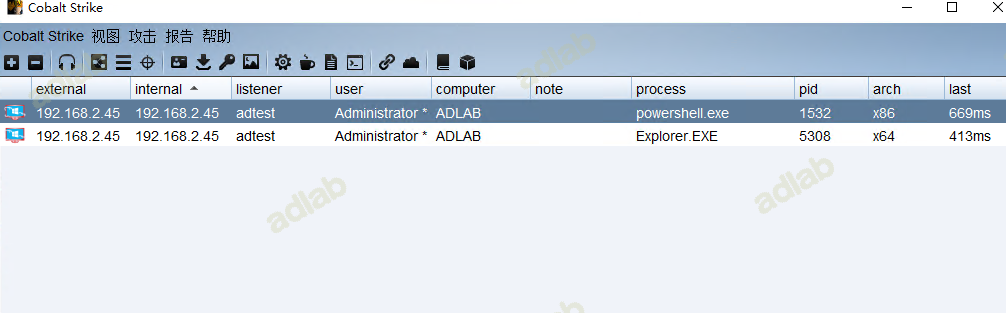 Cobalt Strike
Cobalt Strike 视图 攻击 报告 帮助
external internal listener user computer note process pid arch last
192.168.2.45 192.168.2.45 adtest Administrator * ADLAB powershell.exe 1532 x86 669ms
192.168.2.45 192.168.2.45 adtest Administrator * ADLAB Explorer.EXE 5308 x64 413ms
adlab
adlab
adlab
adlab
adlab